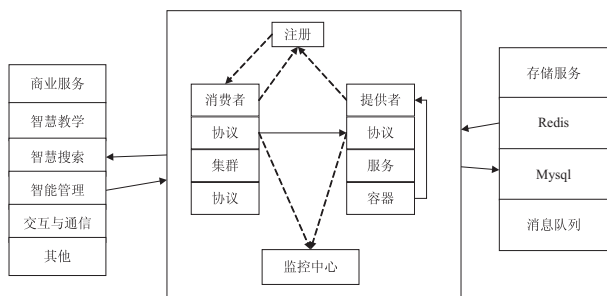 商业服务
智慧教学
智慧搜索
智能管理
交互与通信
其他
注册
消费者
协议
集群
协议
提供者
协议
服务
容器
监控中心
存储服务
Redis
Mysql
消息队列